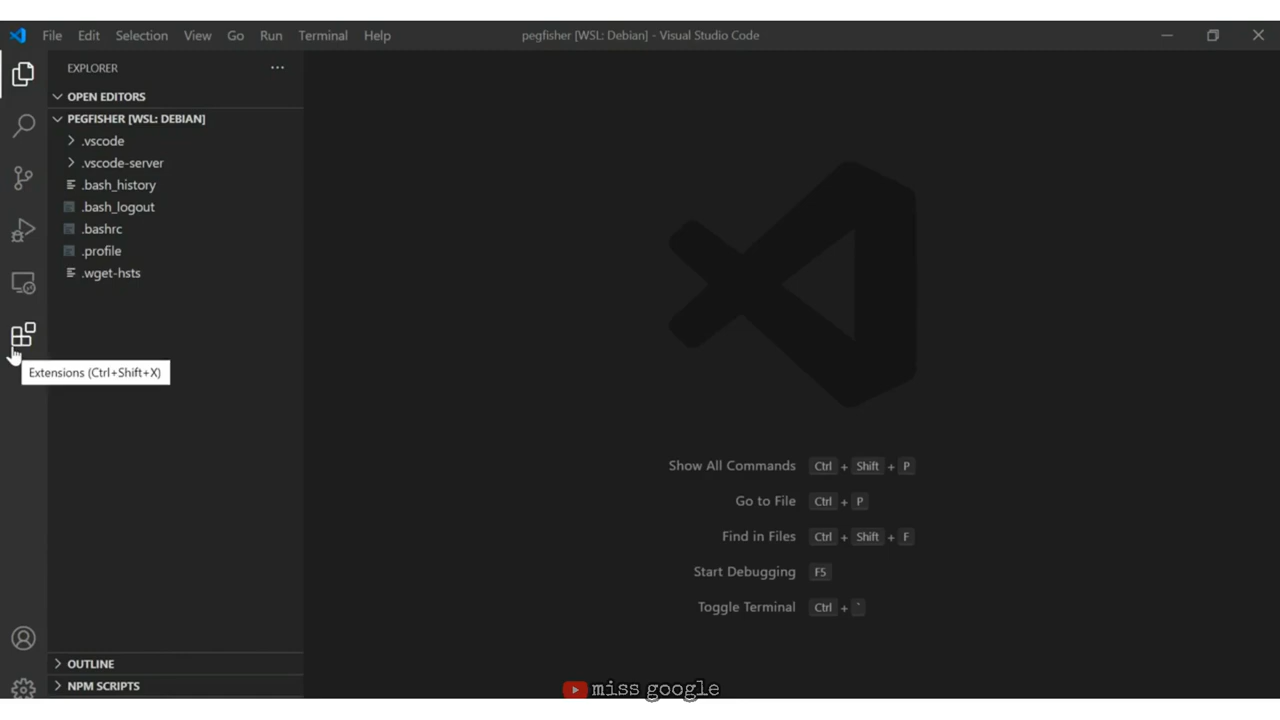 File Edit Selection View Go Run Terminal Help
pegfisher [WSL: Debian] - Visual Studio Code
EXPLORER
OPEN EDITORS
PEGFISHER [WSL: DEBIAN]
.vscode
.vscode-server
.bash_history
.bash_logout
.bashrc
.profile
.wget-hsts
Extensions (Ctrl+Shift+X)
Show All Commands Ctrl + Shift + P
Go to File Ctrl + P
Find in Files Ctrl + Shift + F
Start Debugging F5
Toggle Terminal Ctrl + `
OUTLINE
NPM SCRIPTS
miss google